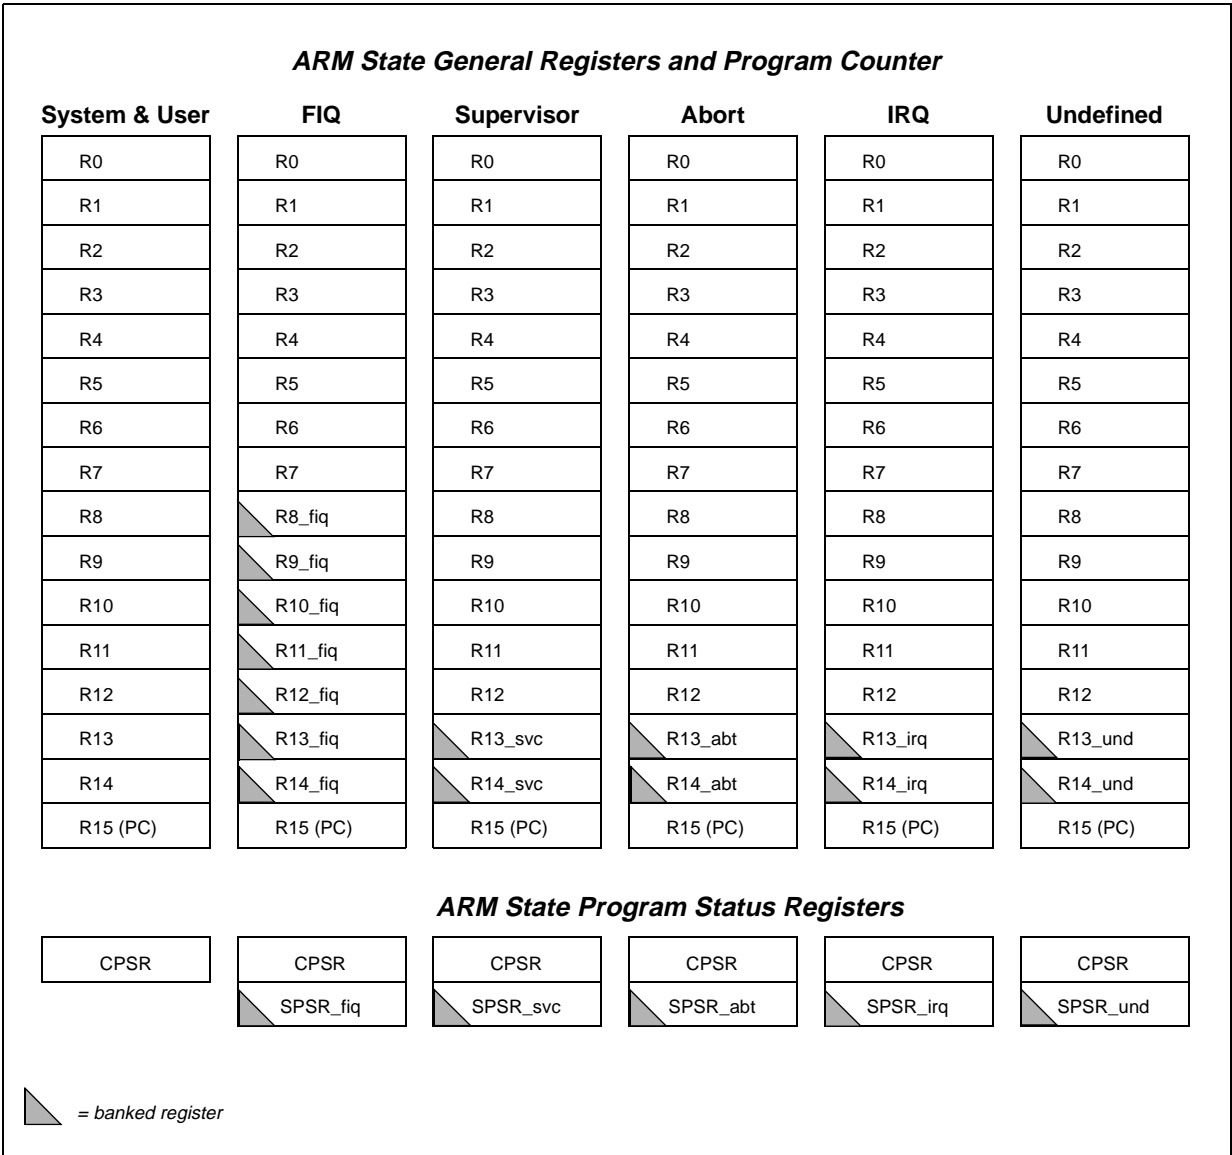 ARM State General Registers and Program Counter
System & User FIQ Supervisor Abort IRQ Undefined
R0 R0 R0 R0 R0 R0
R1 R1 R1 R1 R1 R1
R2 R2 R2 R2 R2 R2
R3 R3 R3 R3 R3 R3
R4 R4 R4 R4 R4 R4
R5 R5 R5 R5 R5 R5
R6 R6 R6 R6 R6 R6
R7 R7 R7 R7 R7 R7
R8 R8_fiq R8 R8 R8 R8
R9 R9_fiq R9 R9 R9 R9
R10 R10_fiq R10 R10 R10 R10
R11 R11_fiq R11 R11 R11 R11
R12 R12_fiq R12 R12 R12 R12
R13 R13_fiq R13_svc R13_abt R13_irq R13_und
R14 R14_fiq R14_svc R14_abt R14_irq R14_und
R15 (PC) R15 (PC) R15 (PC) R15 (PC) R15 (PC) R15 (PC)
ARM State Program Status Registers
CPSR CPSR CPSR CPSR CPSR CPSR
SPSR_fiq SPSR_svc SPSR_abt SPSR_irq SPSR_und
= banked register